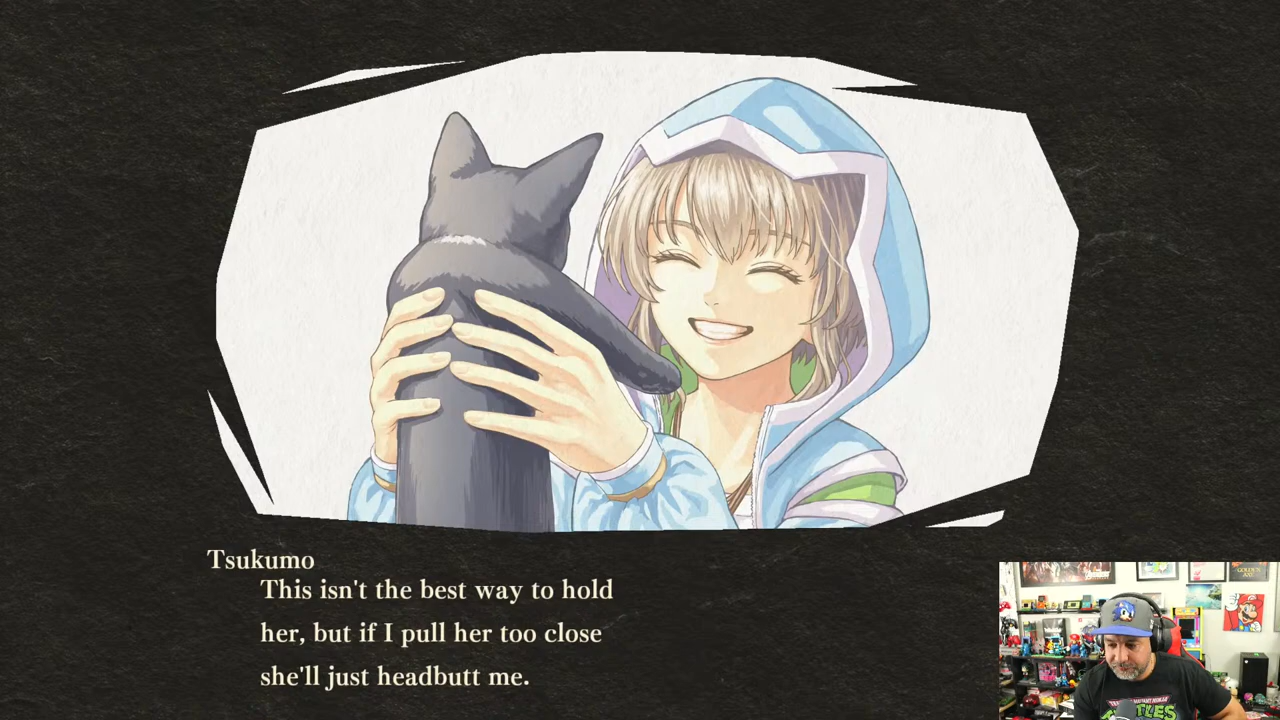 Tsukumo
This isn't the best way to hold
her, but if I pull her too close
she'll just headbutt me.